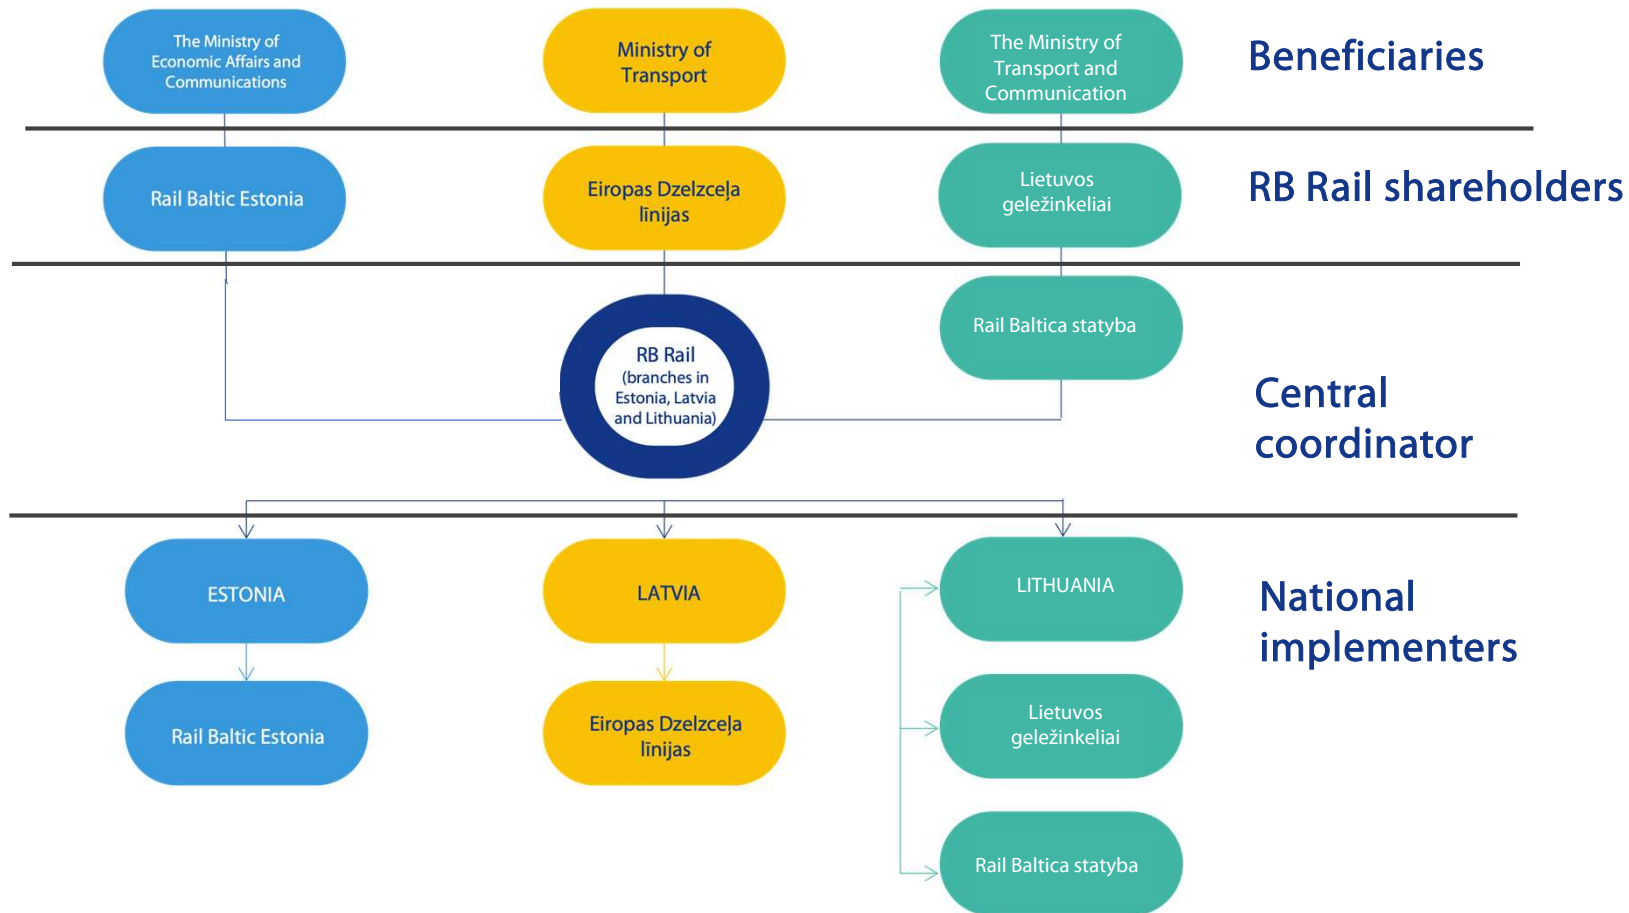 The Ministry of
Economic Affairs and
Communications
Ministry of
Transport
The Ministry of
Transport and
Communication
Beneficiaries
Rail Baltic Estonia
Eiropas Dzelzceļa
līnijas
Lietuvos
geležinkeliai
RB Rail shareholders
RB Rail
(branches in
Estonia, Latvia
and Lithuania)
Rail Baltica statyba
Central
coordinator
ESTONIA
LATVIA
LITHUANIA
National
implementers
Rail Baltic Estonia
Eiropas Dzelzceļa
līnijas
Lietuvos
geležinkeliai
Rail Baltica statyba